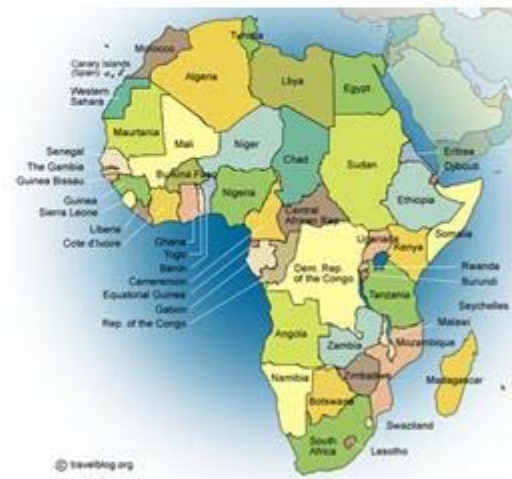 Tunisia
Morocco
Canary Islands
(Spain)
Algeria
Libya
Egypt
Western
Sahara
Mauritania
Mali
Niger
Chad
Sudan
Eritrea
Djibouti
Senegal
The Gambia
Guinea Bissau
Burkina Faso
Nigeria
Ethiopia
Guinea
Sierra Leone
Central
African Rep
Somalia
Liberia
Cote d'Ivoire
Ghana
Togo
Benin
Camerenson
Equatorial Guinea
Gabon
Rep. of the Congo
Dem. Rep.
of the Congo
Uganada
Kenya
Rwanda
Burundi
Tanzania
Seychelles
Malawi
Angola
Zambia
Mozambique
Zimbabwe
Madagascar
Namibia
Botswana
Swaziland
South
Africa
Lesotho
© travelblog.org